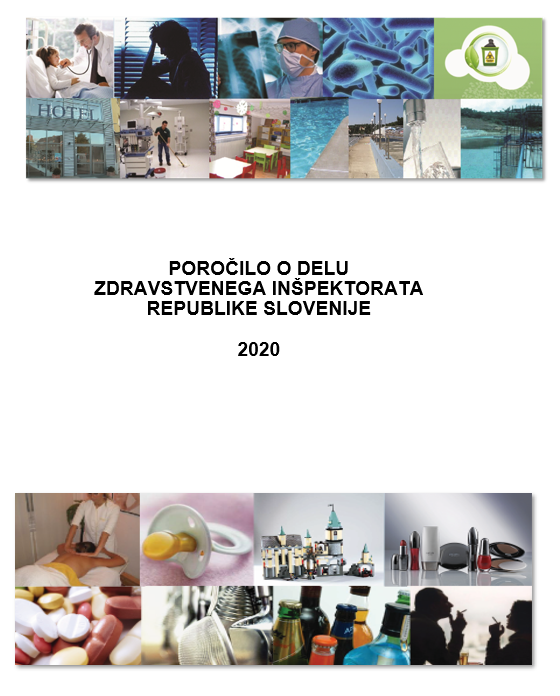 HOTEL
POROČILO O DELU
ZDRAVSTVENEGA INŠPEKTORATA
REPUBLIKE SLOVENIJE
2020